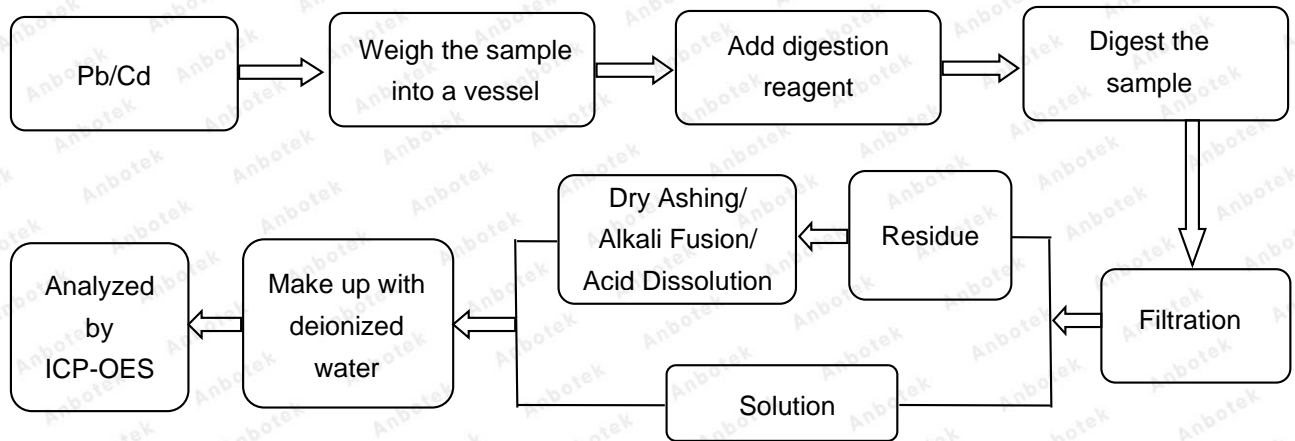 Pb/Cd
Weigh the sample
into a vessel
Add digestion
reagent
Digest the
sample
Dry Ashing/
Alkali Fusion/
Acid Dissolution
Residue
Filtration
Analyzed
by
ICP-OES
Make up with
deionized
water
Solution
Anbotek